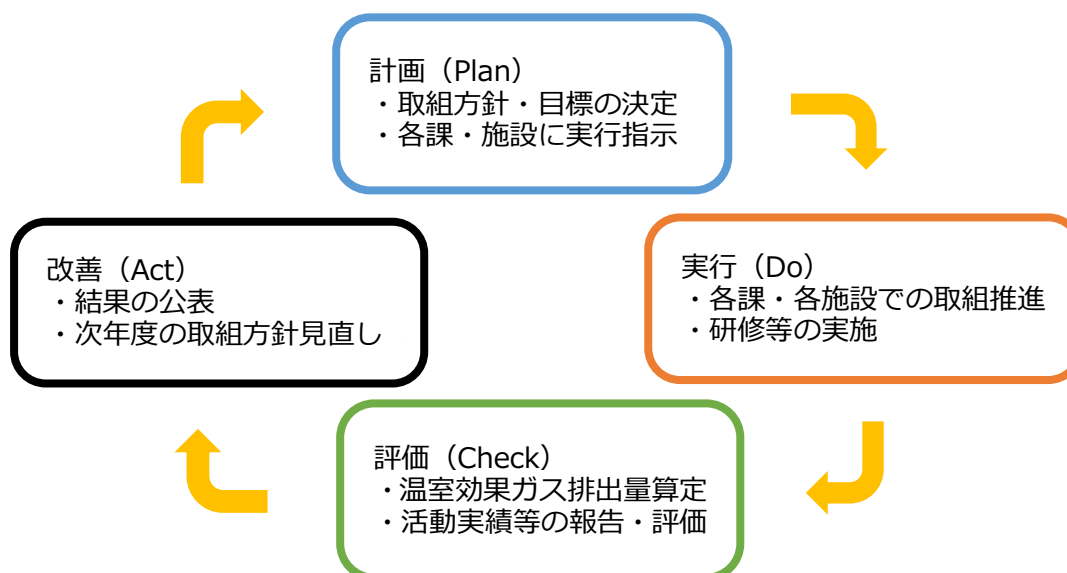 計画（Plan）
・取組方針・目標の決定
・各課・施設に実行指示
実行（Do）
・各課・各施設での取組推進
・研修等の実施
評価（Check）
・温室効果ガス排出量算定
・活動実績等の報告・評価
改善（Act）
・結果の公表
・次年度の取組方針見直し